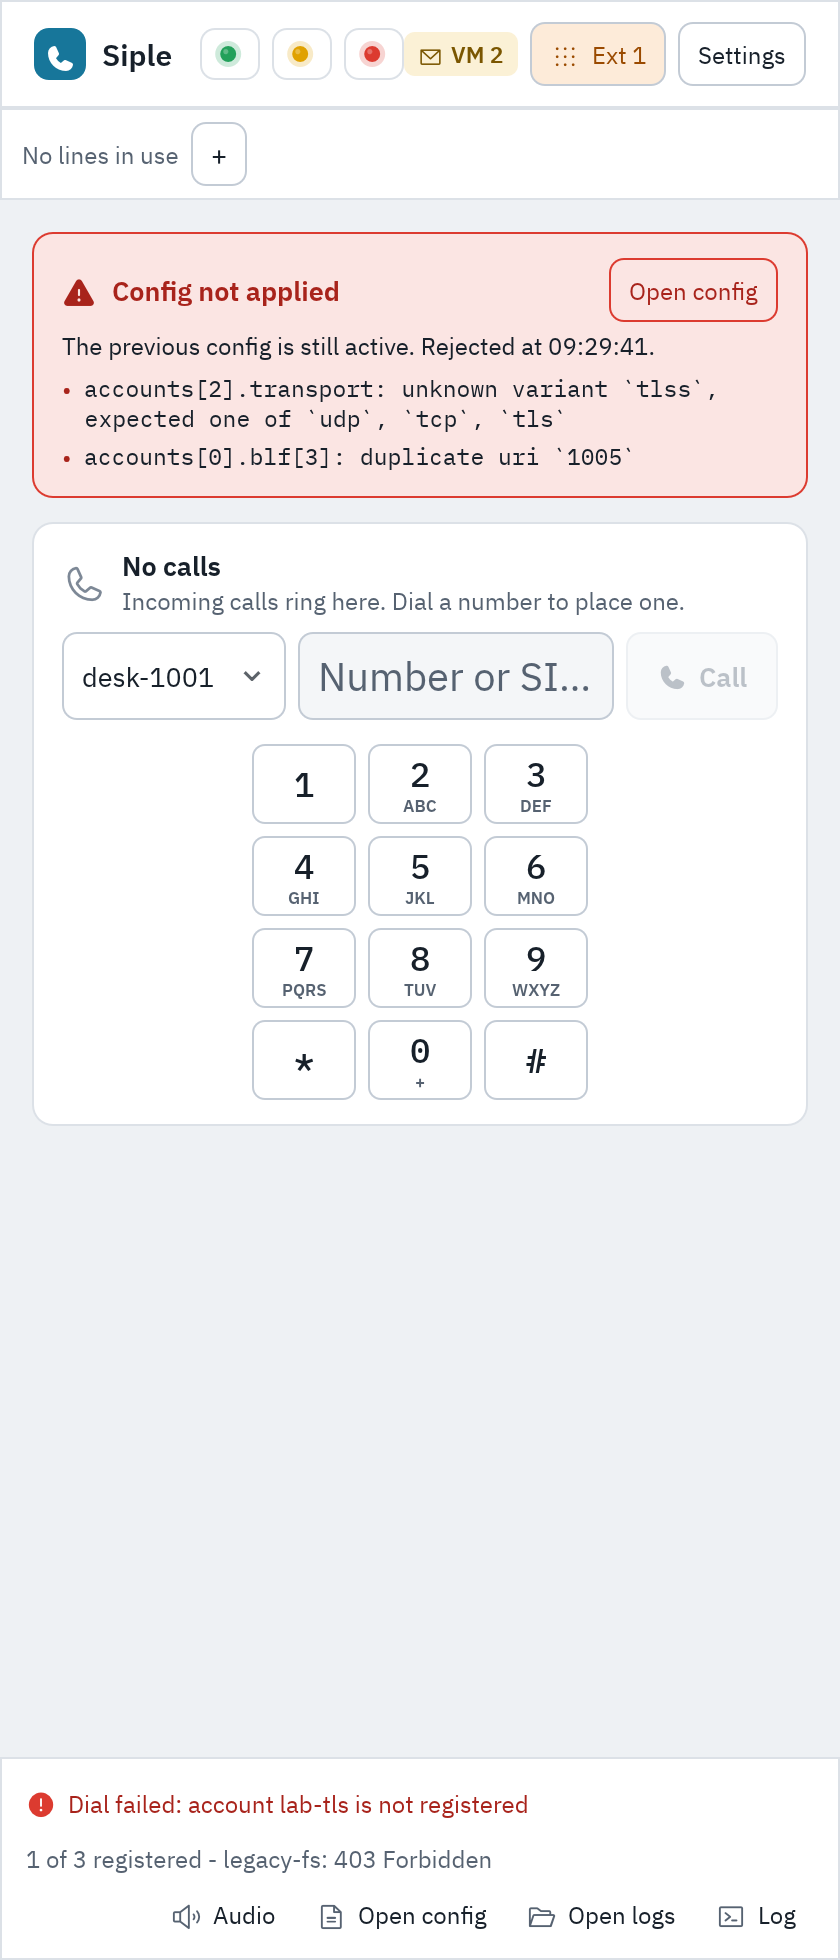 Siple
VM 2
Ext 1
Settings
No lines in use
+
Config not applied
Open config
The previous config is still active. Rejected at 09:29:41.
• accounts[2].transport: unknown variant `tlss`,
expected one of `udp`, `tcp`, `tls`
• accounts[0].blf[3]: duplicate uri `1005`
No calls
Incoming calls ring here. Dial a number to place one.
desk-1001
Number or SI...
Call
1
2
ABC
3
DEF
4
GHI
5
JKL
6
MNO
7
PQRS
8
TUV
9
WXYZ
*
0
+
#
Dial failed: account lab-tls is not registered
1 of 3 registered - legacy-fs: 403 Forbidden
Audio
Open config
Open logs
Log